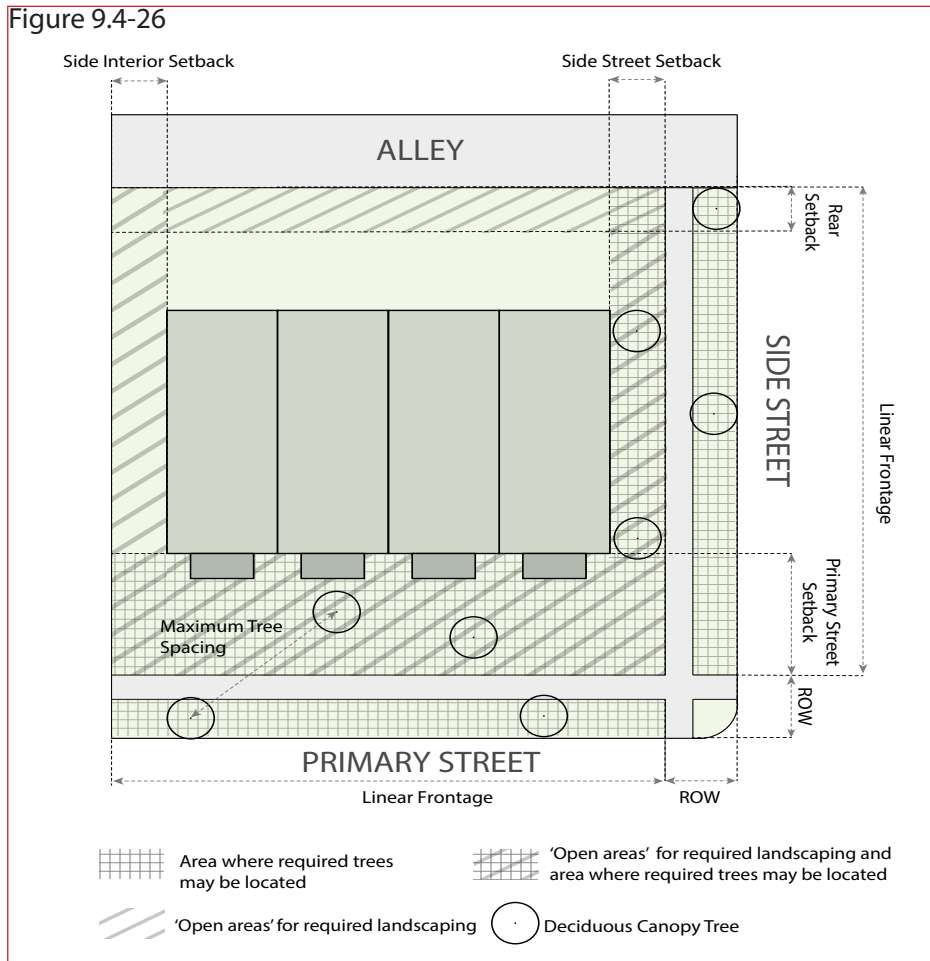 Figure 9.4-26
Side Interior Setback
Side Street Setback
ALLEY
Rear
Setback
SIDE STREET
Linear Frontage
Primary Street
Setback
Maximum Tree
Spacing
ROW
PRIMARY STREET
Linear Frontage
ROW
Area where required trees
may be located
'Open areas' for required landscaping and
area where required trees may be located
'Open areas' for required landscaping
Deciduous Canopy Tree